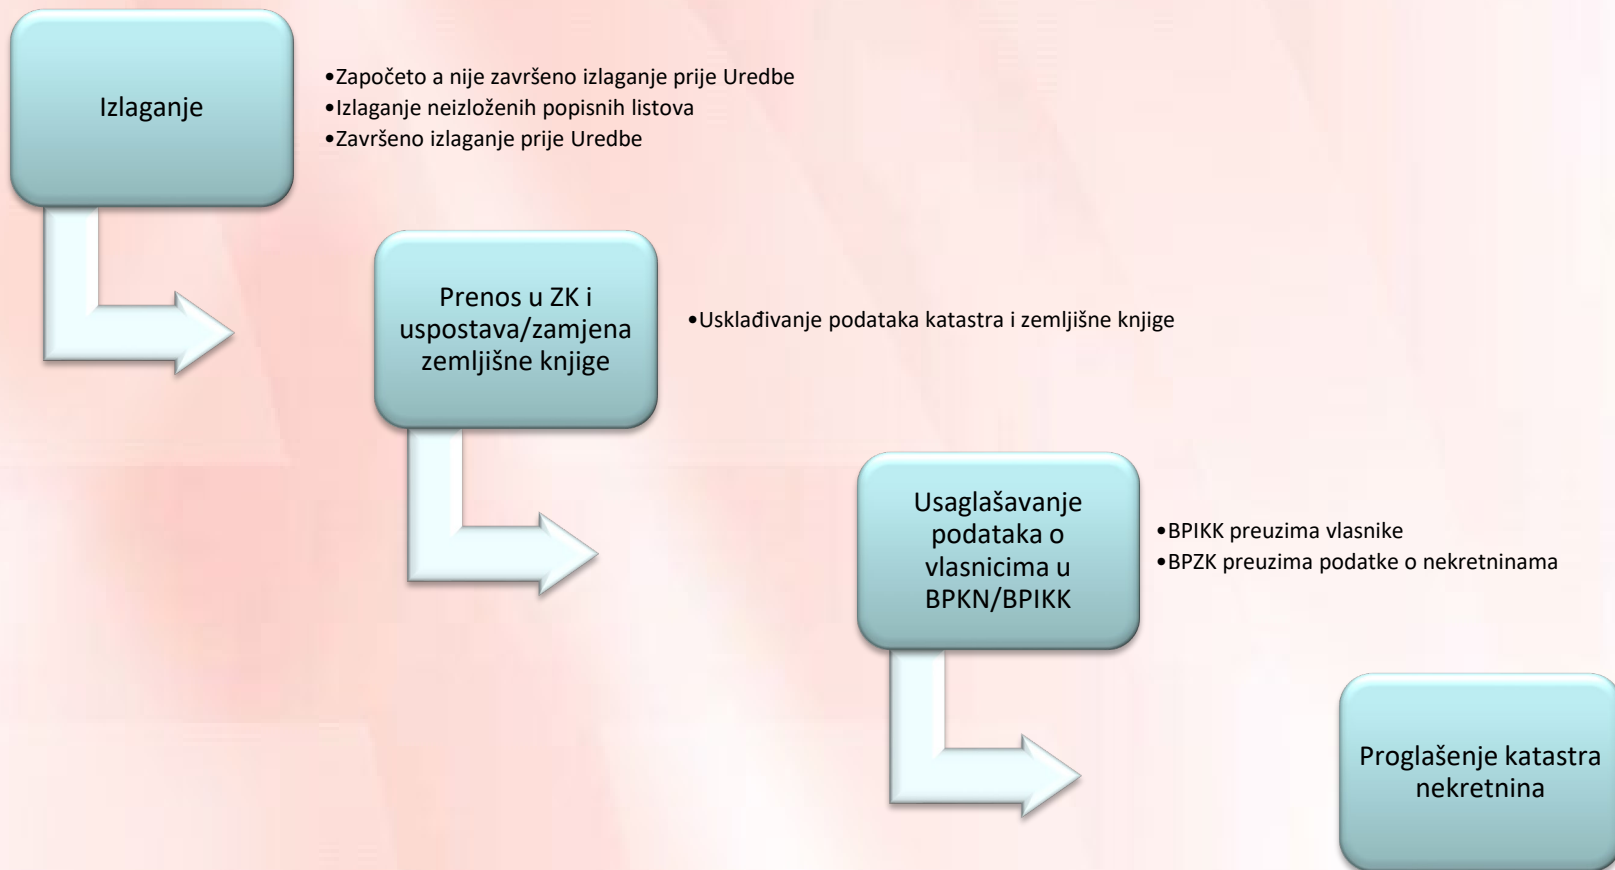 Izlaganje
•Započeto a nije završeno izlaganje prije Uredbe
•Izlaganje neizloženih popisnih listova
•Završeno izlaganje prije Uredbe
Prenos u ZK i
uspostava/zamjena
zemljišne knjige
•Usklađivanje podataka katastra i zemljišne knjige
Usaglašavanje
podataka o
vlasnicima u
BPKN/BPIKK
•BPIKK preuzima vlasnike
•BPZK preuzima podatke o nekretninama
Proglašenje katastra
nekretnina